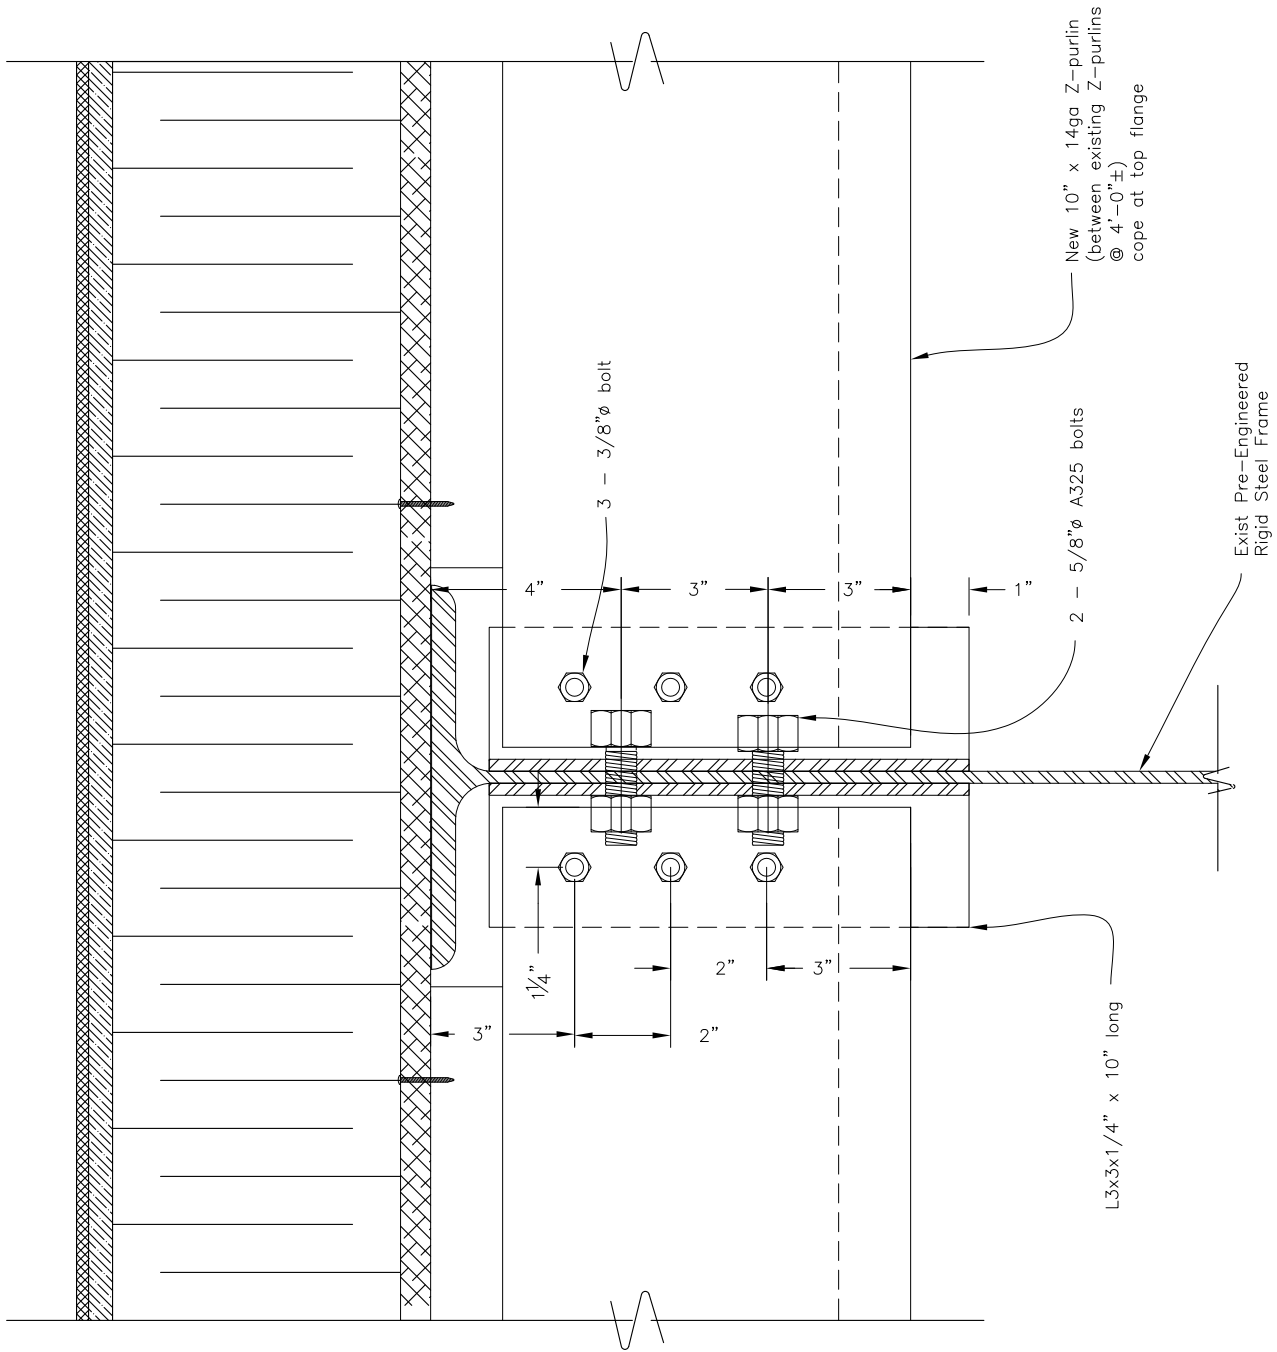 New 10" x 14ga Z-purlin
(between existing Z-purlins
@ 4'-0"±)
cope at top flange
3 - 3/8"ø bolt
2 - 5/8"ø A325 bolts
Exist Pre-Engineered
Rigid Steel Frame
4"
3"
3"
1"
1¼"
2"
3"
3"
2"
L3x3x1/4" x 10" long